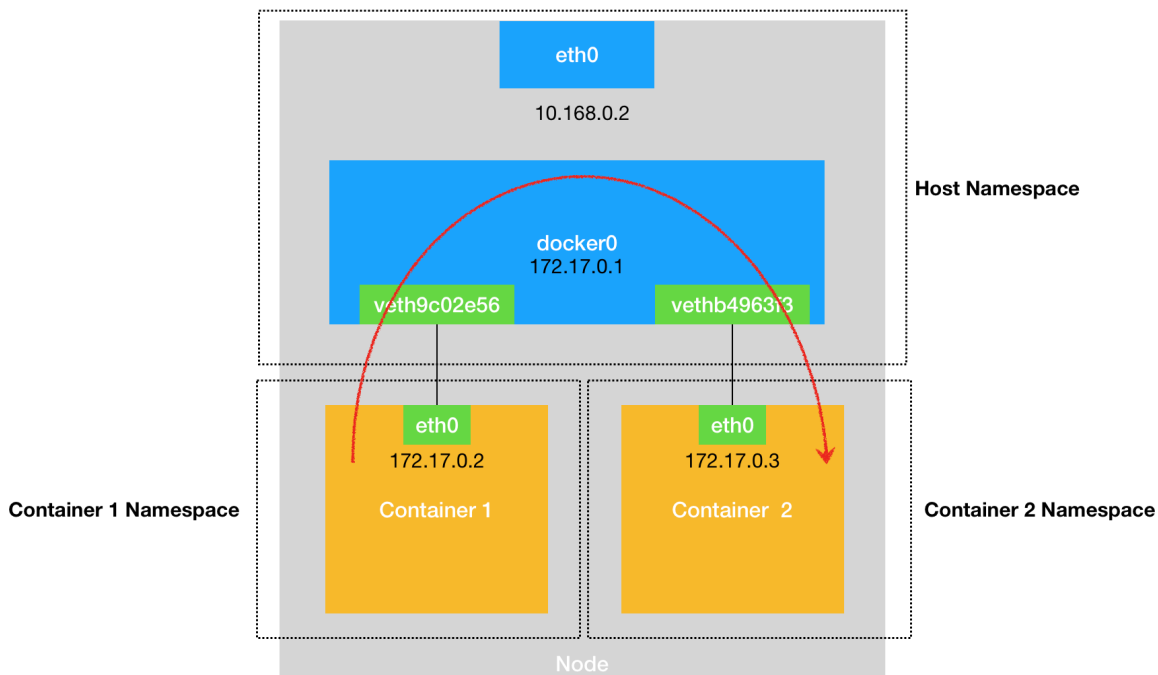 eth0
10.168.0.2
Host Namespace
docker0
172.17.0.1
veth9c02e56
vethb4963f3
eth0
eth0
172.17.0.2
172.17.0.3
Container 1 Namespace
Container 1
Container 2
Container 2 Namespace
Node